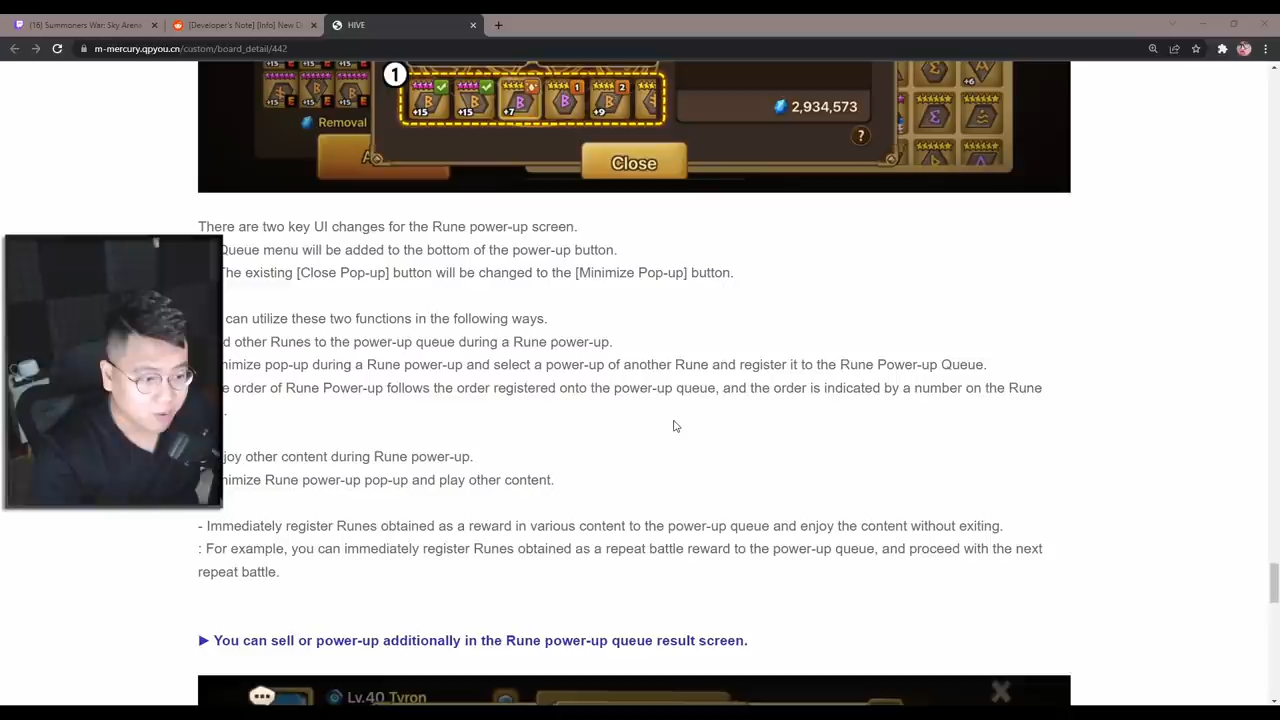 (16) Summoners War: Sky Arena
[Developer's Note] [Info] New D
HIVE
m-mercury.qpyou.cn/custom/board_detail/442
1
+15 +15 +7 1 +9 2
+6
+15 +15 +15
Removal
2,934,573
?
Close
There are two key UI changes for the Rune power-up screen.
Queue menu will be added to the bottom of the power-up button.
The existing [Close Pop-up] button will be changed to the [Minimize Pop-up] button.
can utilize these two functions in the following ways.
other Runes to the power-up queue during a Rune power-up.
pop-up during a Rune power-up and select a power-up of another Rune and register it to the Rune Power-up Queue.
order of Rune Power-up follows the order registered onto the power-up queue, and the order is indicated by a number on the Rune
.
other content during Rune power-up.
Rune power-up pop-up and play other content.
- Immediately register Runes obtained as a reward in various content to the power-up queue and enjoy the content without exiting.
: For example, you can immediately register Runes obtained as a repeat battle reward to the power-up queue, and proceed with the next
repeat battle.
► You can sell or power-up additionally in the Rune power-up queue result screen.
Lv.40 Tyron